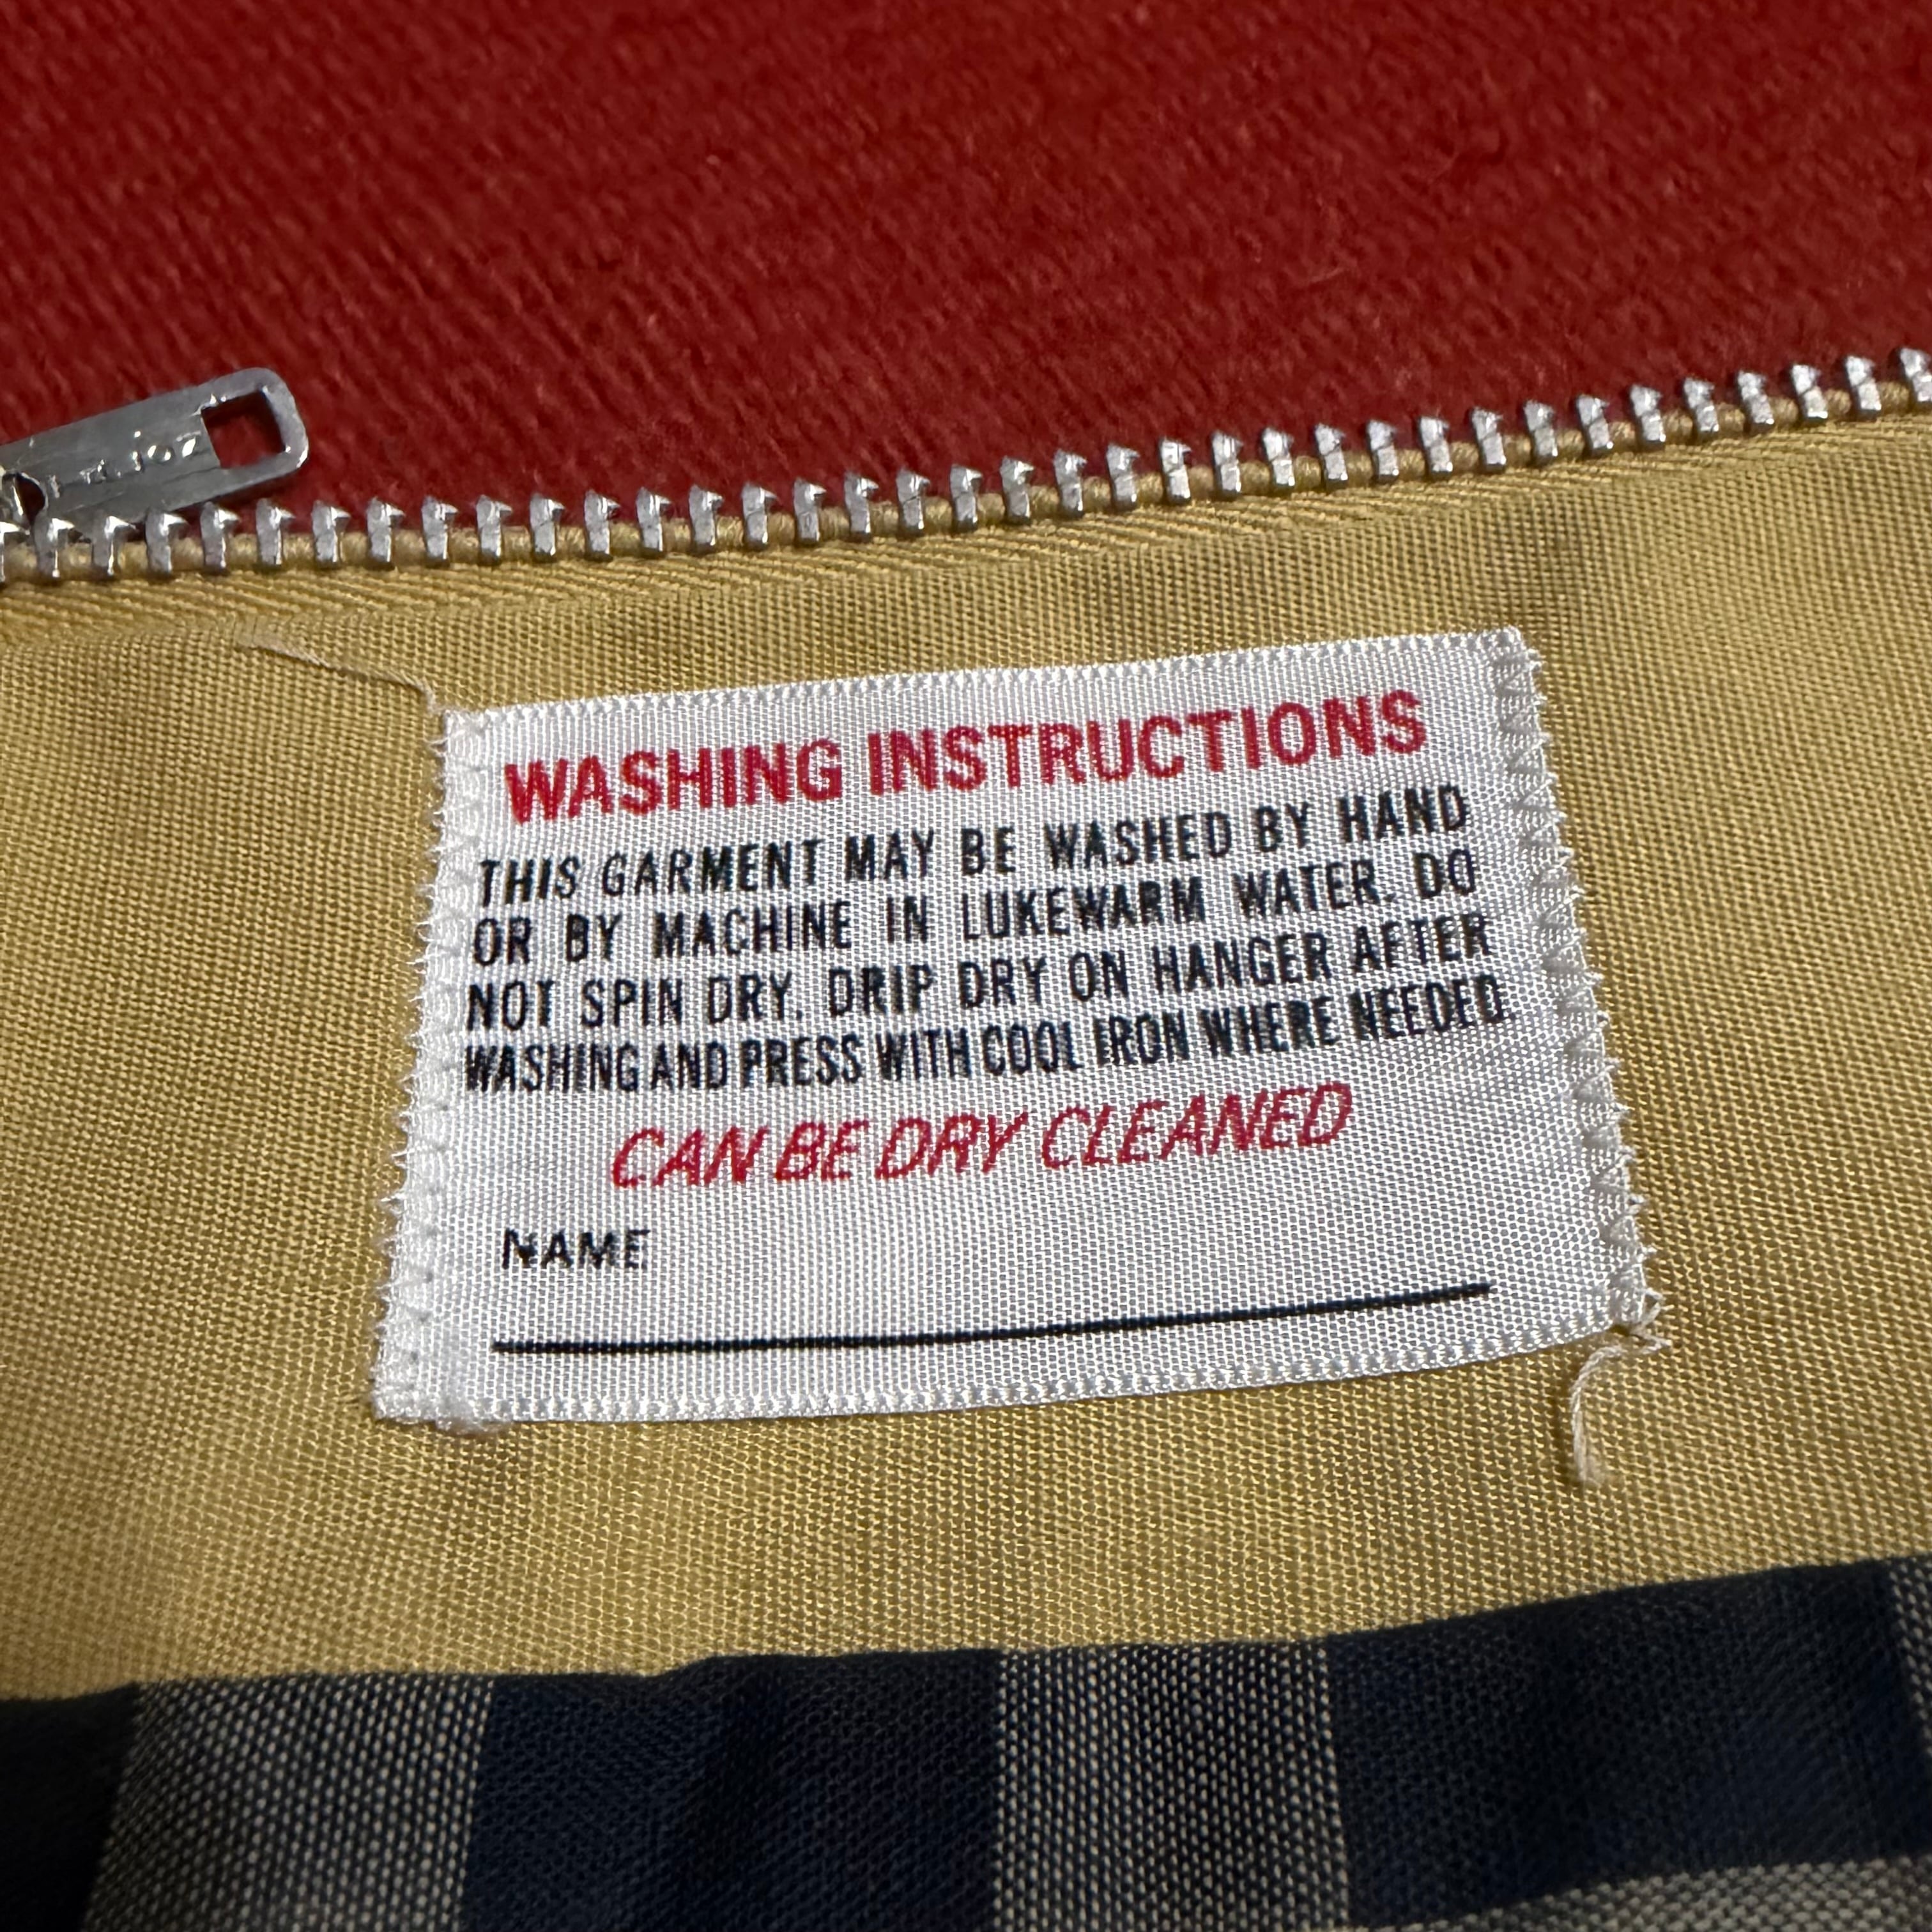 WASHING INSTRUCTIONS
THIS GARMENT MAY BE WASHED BY HAND
OR BY MACHINE IN LUKEWARM WATER. DO
NOT SPIN DRY. DRIP DRY ON HANGER AFTER
WASHING AND PRESS WITH COOL IRON WHERE NEEDED
CAN BE DRY CLEANED
NAME